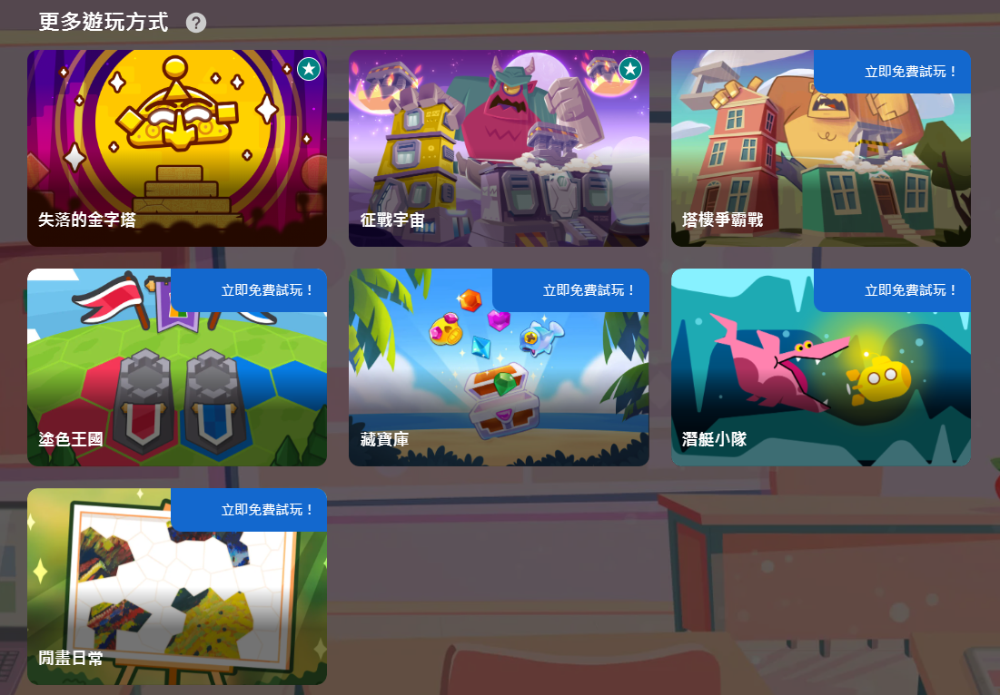 更多遊玩方式 ?
失落的金字塔
征戰宇宙
立即免費試玩！
塔樓爭霸戰
立即免費試玩！
塗色王國
立即免費試玩！
藏寶庫
立即免費試玩！
潛艇小隊
立即免費試玩！
閒畫日常